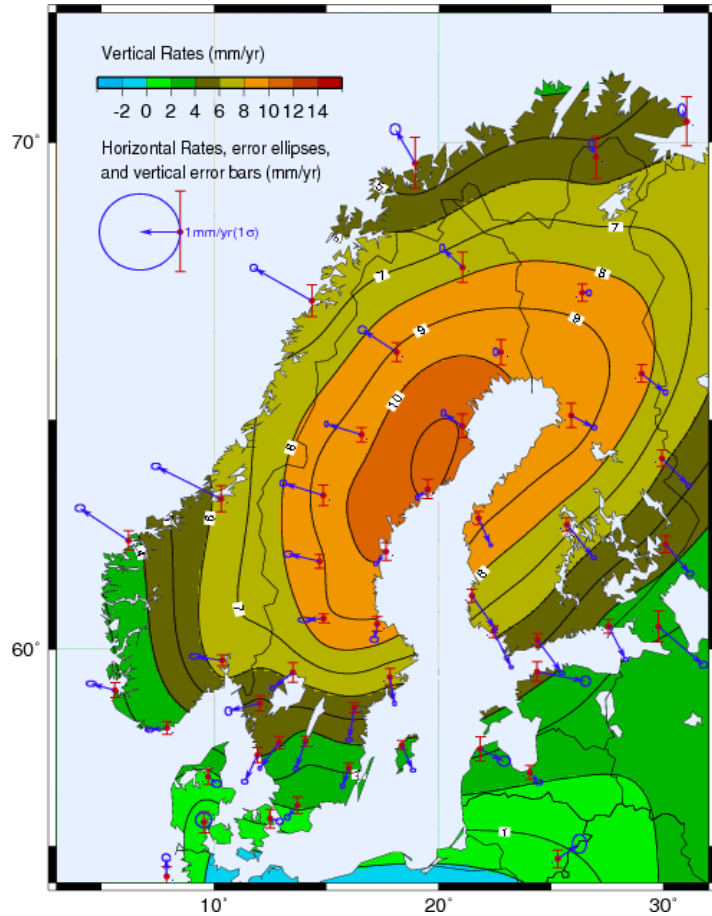 Vertical Rates (mm/yr)
-2 0 2 4 6 8 10 12 14
Horizontal Rates, error ellipses,
and vertical error bars (mm/yr)
1mm/yr(1σ)
70°
60°
10° 20° 30°
7
7
8
9
9
10
8
6
4
7
8
3
1